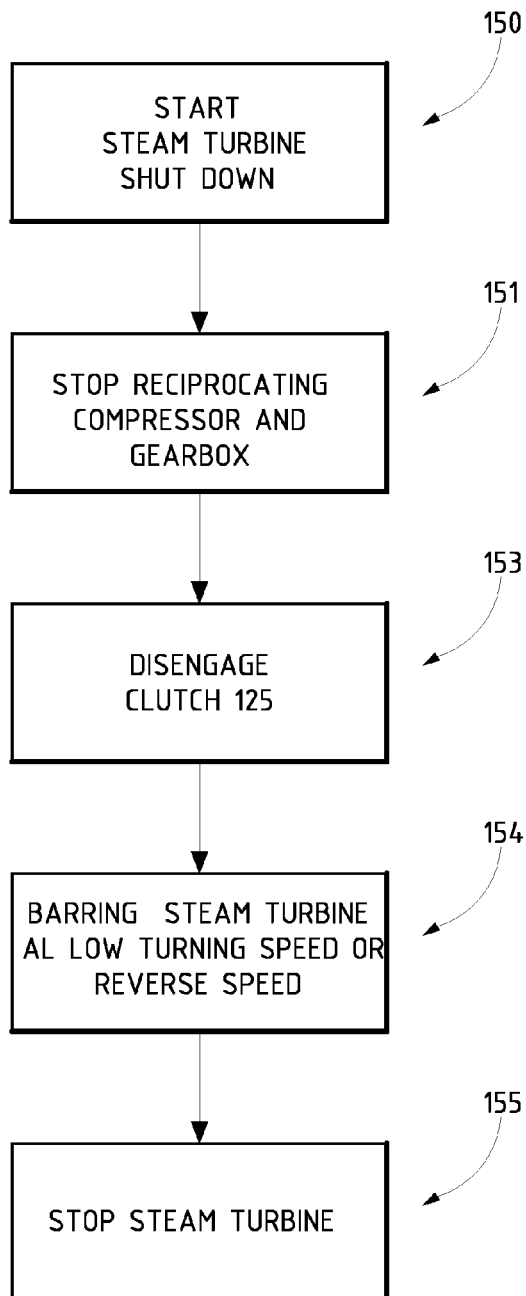 150
START
STEAM TURBINE
SHUT DOWN
151
STOP RECIPROCATING
COMPRESSOR AND
GEARBOX
153
DISENGAGE
CLUTCH 125
154
BARRING STEAM TURBINE
AL LOW TURNING SPEED OR
REVERSE SPEED
155
STOP STEAM TURBINE